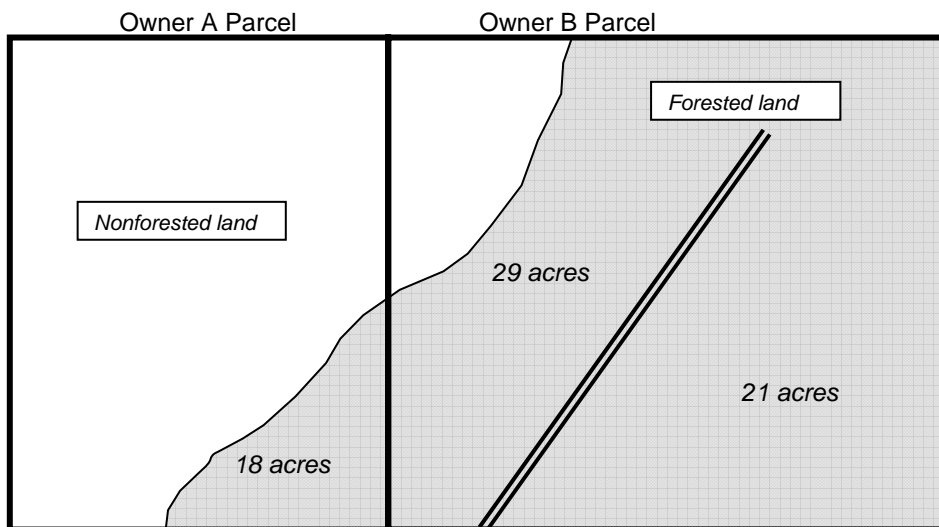 Owner A Parcel Owner B Parcel
Forested land
Nonforested land
29 acres
21 acres
18 acres